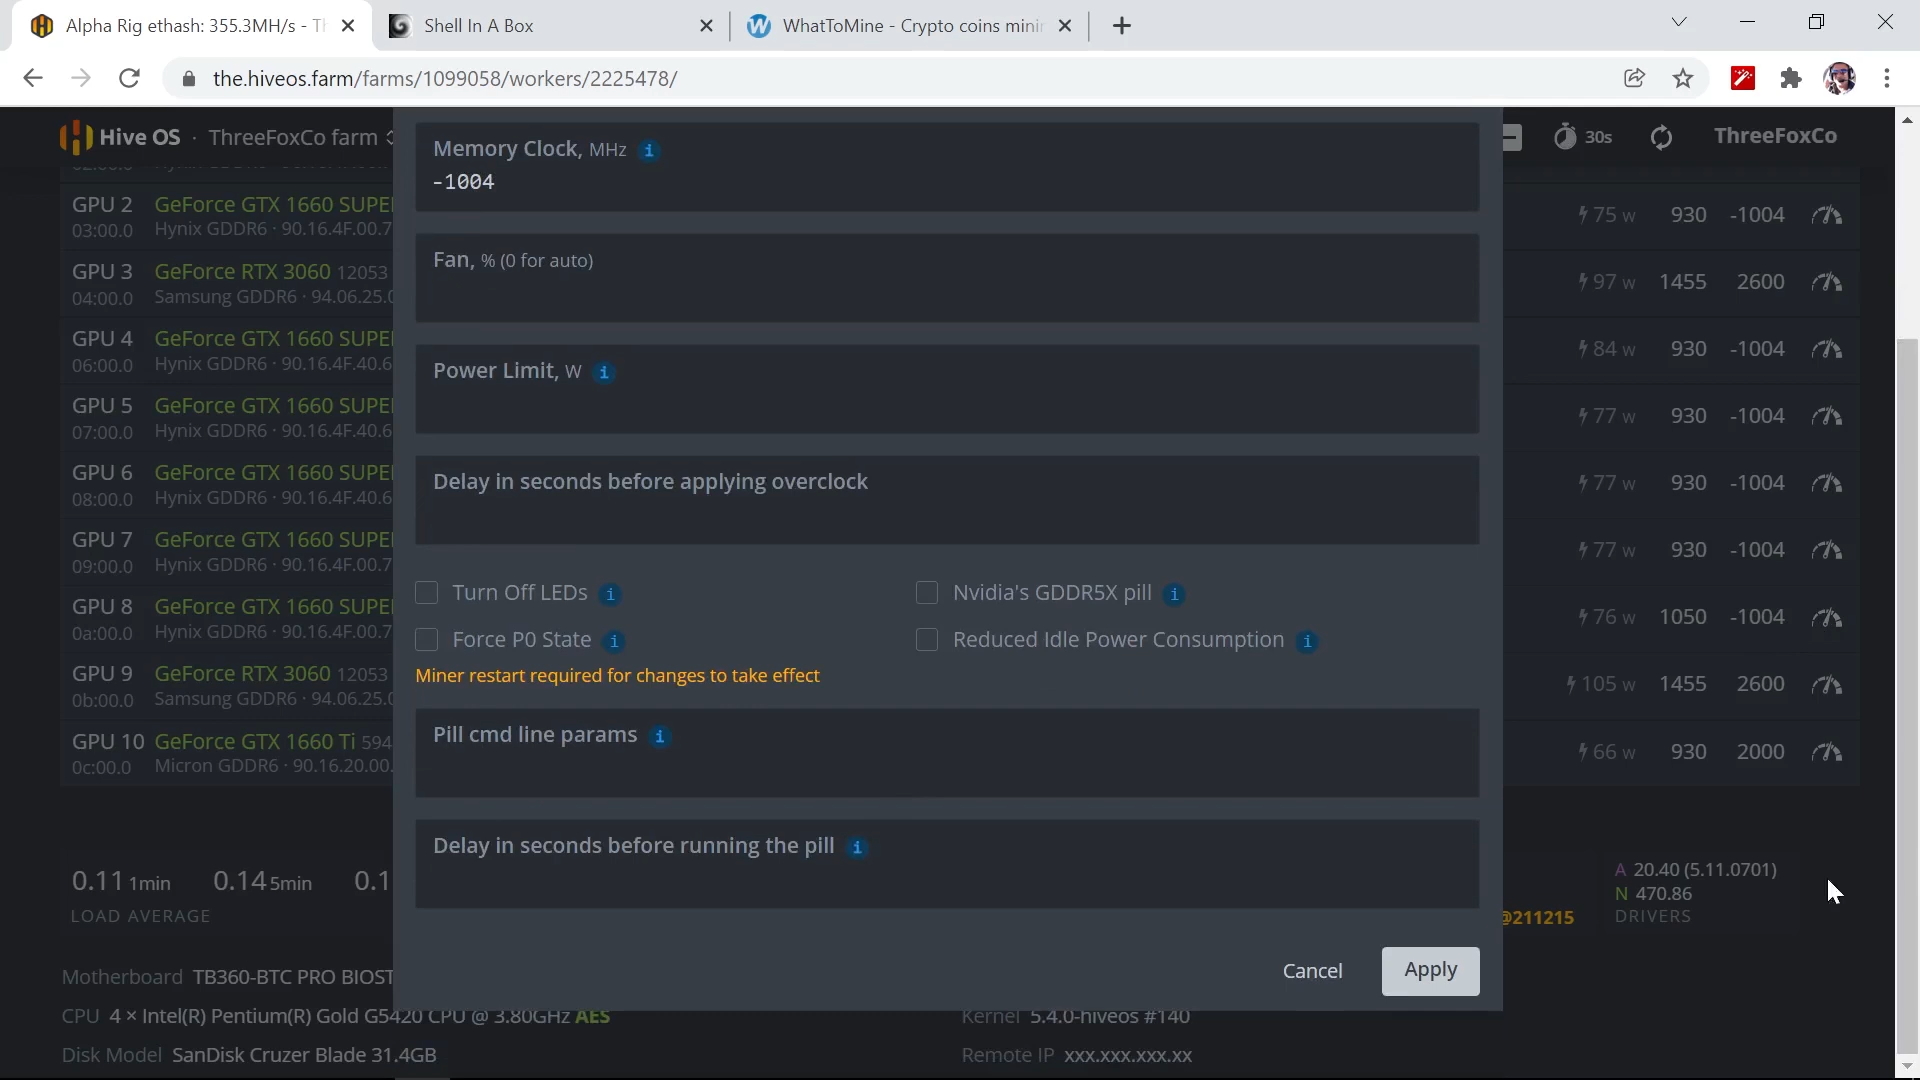 Alpha Rig ethash: 355.3MH/s - Th
Shell In A Box
WhatToMine - Crypto coins minin
the.hiveos.farm/farms/1099058/workers/2225478/
Hive OS · ThreeFoxCo farm
30s
ThreeFoxCo
Memory Clock, MHz i
-1004
Fan, % (0 for auto)
Power Limit, W i
Delay in seconds before applying overclock
Turn Off LEDs i
Nvidia's GDDR5X pill i
Force P0 State i
Reduced Idle Power Consumption i
Miner restart required for changes to take effect
Pill cmd line params i
Delay in seconds before running the pill i
Cancel
Apply
GPU 2 GeForce GTX 1660 SUPE
03:00.0 Hynix GDDR6 · 90.16.4F.00.7
75 W 930 -1004
GPU 3 GeForce RTX 3060 12053
04:00.0 Samsung GDDR6 · 94.06.25.0
97 W 1455 2600
GPU 4 GeForce GTX 1660 SUPE
06:00.0 Hynix GDDR6 · 90.16.4F.40.6
84 W 930 -1004
GPU 5 GeForce GTX 1660 SUPE
07:00.0 Hynix GDDR6 · 90.16.4F.40.6
77 W 930 -1004
GPU 6 GeForce GTX 1660 SUPE
08:00.0 Hynix GDDR6 · 90.16.4F.40.6
77 W 930 -1004
GPU 7 GeForce GTX 1660 SUPE
09:00.0 Hynix GDDR6 · 90.16.4F.00.7
77 W 930 -1004
GPU 8 GeForce GTX 1660 SUPE
0a:00.0 Hynix GDDR6 · 90.16.4F.00.7
76 W 1050 -1004
GPU 9 GeForce RTX 3060 12053
0b:00.0 Samsung GDDR6 · 94.06.25.0
105 W 1455 2600
GPU 10 GeForce GTX 1660 Ti 594
0c:00.0 Micron GDDR6 · 90.16.20.00.
66 W 930 2000
0.11 1min 0.14 5min 0.1
LOAD AVERAGE
@211215
A 20.40 (5.11.0701)
N 470.86
DRIVERS
Motherboard TB360-BTC PRO BIOST
CPU 4 × Intel(R) Pentium(R) Gold G5420 CPU @ 3.80GHz AES
Kernel 5.4.0-hiveos #140
Disk Model SanDisk Cruzer Blade 31.4GB
Remote IP xxx.xxx.xxx.xx